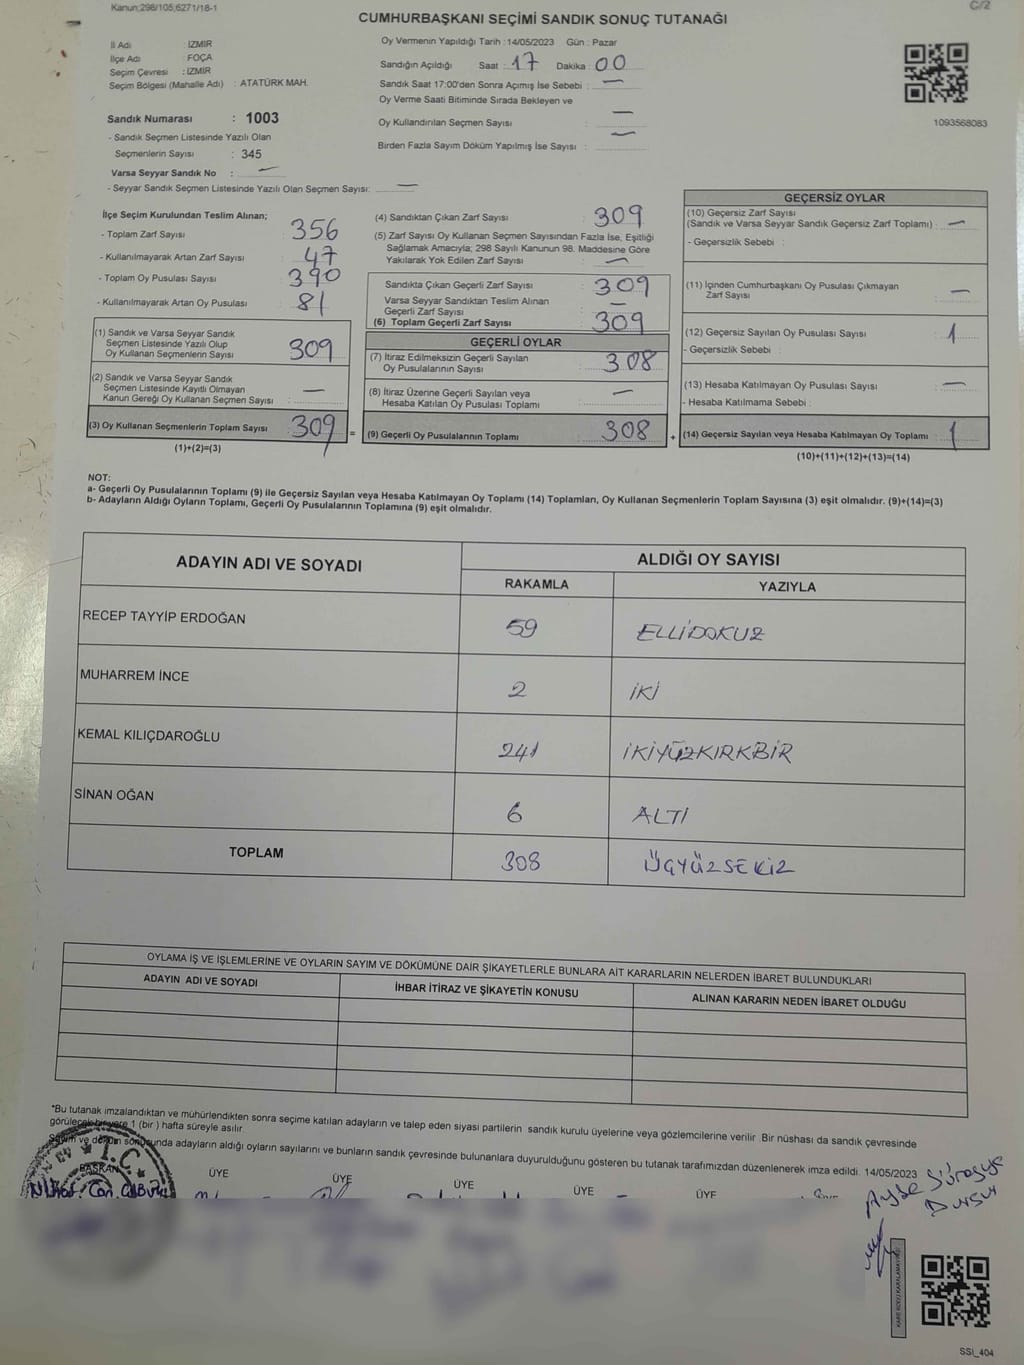 Kanun;298/105;6271/18-1
C/2
CUMHURBAŞKANI SEÇİMİ SANDIK SONUÇ TUTANAĞI
İl Adı : İZMİR
İlçe Adı : FOÇA
Seçim Çevresi : İZMİR
Seçim Bölgesi (Mahalle Adı) : ATATÜRK MAH.
Sandık Numarası : 1003
- Sandık Seçmen Listesinde Yazılı Olan
Seçmenlerin Sayısı : 345
Varsa Seyyar Sandık No : —
- Seyyar Sandık Seçmen Listesinde Yazılı Olan Seçmen Sayısı: —
Oy Vermenin Yapıldığı Tarih :14/05/2023 Gün : Pazar
Sandığın Açıldığı Saat : 17 Dakika : 00
Sandık Saat 17:00'den Sonra Açımış İse Sebebi : —
Oy Verme Saati Bitiminde Sırada Bekleyen ve
Oy Kullandırılan Seçmen Sayısı : —
Birden Fazla Sayım Döküm Yapılmış İse Sayısı : —
1093568083
İlçe Seçim Kurulundan Teslim Alınan;
- Toplam Zarf Sayısı : 356
- Kullanılmayarak Artan Zarf Sayısı : 47
- Toplam Oy Pusulası Sayısı : 390
- Kullanılmayarak Artan Oy Pusulası : 81
(1) Sandık ve Varsa Seyyar Sandık
Seçmen Listesinde Yazılı Olup
Oy Kullanan Seçmenlerin Sayısı : 309
(2) Sandık ve Varsa Seyyar Sandık
Seçmen Listesinde Kayıtlı Olmayan
Kanun Gereği Oy Kullanan Seçmen Sayısı : —
(3) Oy Kullanan Seçmenlerin Toplam Sayısı : 309 =
(1)+(2)=(3)
(4) Sandıktan Çıkan Zarf Sayısı : 309
(5) Zarf Sayısı Oy Kullanan Seçmen Sayısından Fazla İse, Eşitliği
Sağlamak Amacıyla; 298 Sayılı Kanunun 98. Maddesine Göre
Yakılarak Yok Edilen Zarf Sayısı : —
Sandıkta Çıkan Geçerli Zarf Sayısı : 309
Varsa Seyyar Sandıktan Teslim Alınan
Geçerli Zarf Sayısı : —
(6) Toplam Geçerli Zarf Sayısı : 309
GEÇERLİ OYLAR
(7) İtiraz Edilmeksizin Geçerli Sayılan
Oy Pusulalarının Sayısı : 308
(8) İtiraz Üzerine Geçerli Sayılan veya
Hesaba Katılan Oy Pusulası Toplamı : —
(9) Geçerli Oy Pusulalarının Toplamı : 308 +
GEÇERSİZ OYLAR
(10) Geçersiz Zarf Sayısı
(Sandık ve Varsa Seyyar Sandık Geçersiz Zarf Toplamı) : —
- Geçersizlik Sebebi :
(11) İçinden Cumhurbaşkanı Oy Pusulası Çıkmayan
Zarf Sayısı : —
(12) Geçersiz Sayılan Oy Pusulası Sayısı : 1
- Geçersizlik Sebebi :
(13) Hesaba Katılmayan Oy Pusulası Sayısı : —
- Hesaba Katılmama Sebebi :
(14) Geçersiz Sayılan veya Hesaba Katılmayan Oy Toplamı : 1
(10)+(11)+(12)+(13)=(14)
NOT:
a- Geçerli Oy Pusulalarının Toplamı (9) ile Geçersiz Sayılan veya Hesaba Katılmayan Oy Toplamı (14) Toplamları, Oy Kullanan Seçmenlerin Toplam Sayısına (3) eşit olmalıdır. (9)+(14)=(3)
b- Adayların Aldığı Oyların Toplamı, Geçerli Oy Pusulalarının Toplamına (9) eşit olmalıdır.
ADAYIN ADI VE SOYADI ALDIĞI OY SAYISI
RAKAMLA YAZIYLA
RECEP TAYYİP ERDOĞAN 59 ELLİDOKUZ
MUHARREM İNCE 2 İKİ
KEMAL KILIÇDAROĞLU 241 İKİYÜZKIRKBİR
SİNAN OĞAN 6 ALTI
TOPLAM 308 ÜÇYÜZSEKİZ
OYLAMA İŞ VE İŞLEMLERİNE VE OYLARIN SAYIM VE DÖKÜMÜNE DAİR ŞİKAYETLERLE BUNLARA AİT KARARLARIN NELERDEN İBARET BULUNDUKLARI
ADAYIN ADI VE SOYADI İHBAR İTİRAZ VE ŞİKAYETİN KONUSU ALINAN KARARIN NEDEN İBARET OLDUĞU
*Bu tutanak imzalandıktan ve mühürlendikten sonra seçime katılan adayların ve talep eden siyasi partilerin sandık kurulu üyelerine veya gözlemcilerine verilir .Bir nüshası da sandık çevresinde
görülecek bir yere 1 (bir ) hafta süreyle asılır.
Sayım ve döküm sonucunda adayların aldığı oyların sayılarını ve bunların sandık çevresinde bulunanlara duyurulduğunu gösteren bu tutanak tarafımızdan düzenlenerek imza edildi. 14/05/2023
T.C.
BAŞKAN ÜYE ÜYE ÜYE ÜYE ÜYE
Ayşe Süreyya
Dursun
SSİ_404